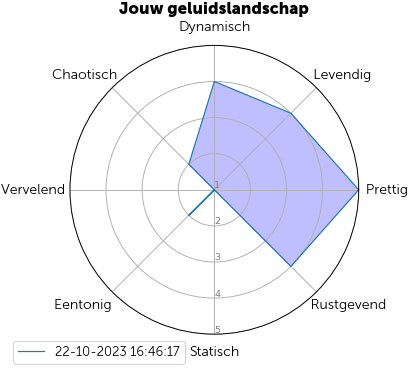 Jouw geluidslandschap
Dynamisch
Chaotisch
Levendig
Vervelend
Prettig
1
2
3
4
5
Eentonig
Rustgevend
22-10-2023 16:46:17
Statisch